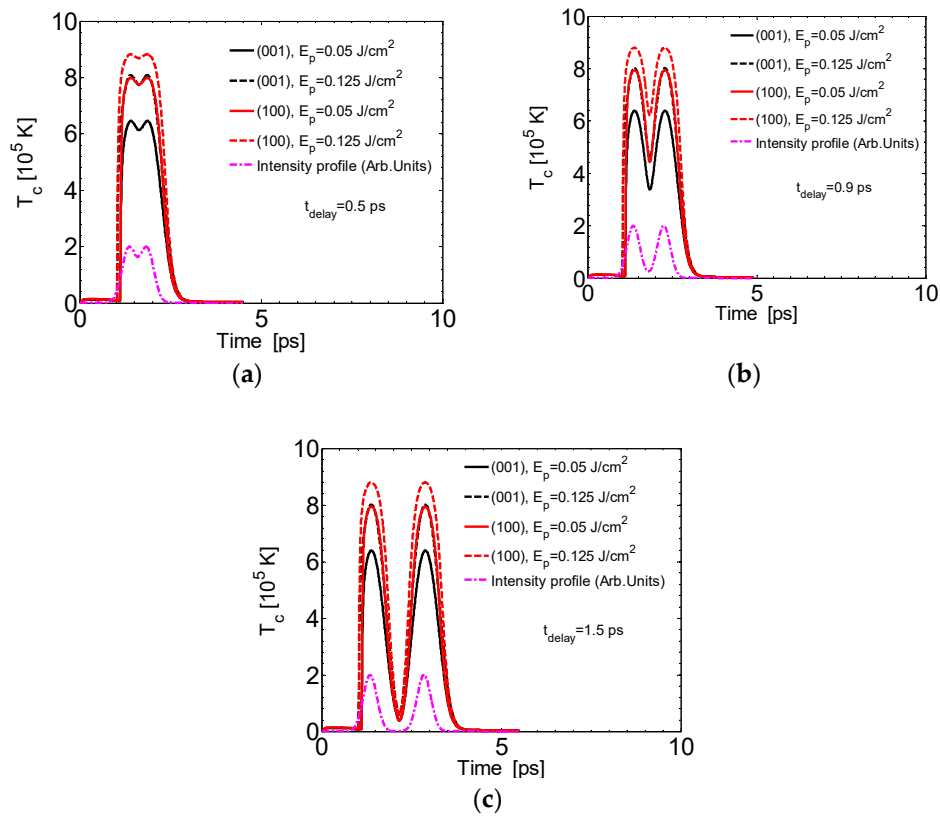 10
8
6
4
2
0
T_c [10^5 K]
(001), E_p=0.05 J/cm^2
(001), E_p=0.125 J/cm^2
(100), E_p=0.05 J/cm^2
(100), E_p=0.125 J/cm^2
Intensity profile (Arb.Units)
t_delay=0.5 ps
0 5 10
Time [ps]
(a)
10
8
6
4
2
0
T_c [10^5 K]
(001), E_p=0.05 J/cm^2
(001), E_p=0.125 J/cm^2
(100), E_p=0.05 J/cm^2
(100), E_p=0.125 J/cm^2
Intensity profile (Arb.Units)
t_delay=0.9 ps
0 5 10
Time [ps]
(b)
10
8
6
4
2
0
T_c [10^5 K]
(001), E_p=0.05 J/cm^2
(001), E_p=0.125 J/cm^2
(100), E_p=0.05 J/cm^2
(100), E_p=0.125 J/cm^2
Intensity profile (Arb.Units)
t_delay=1.5 ps
0 5 10
Time [ps]
(c)